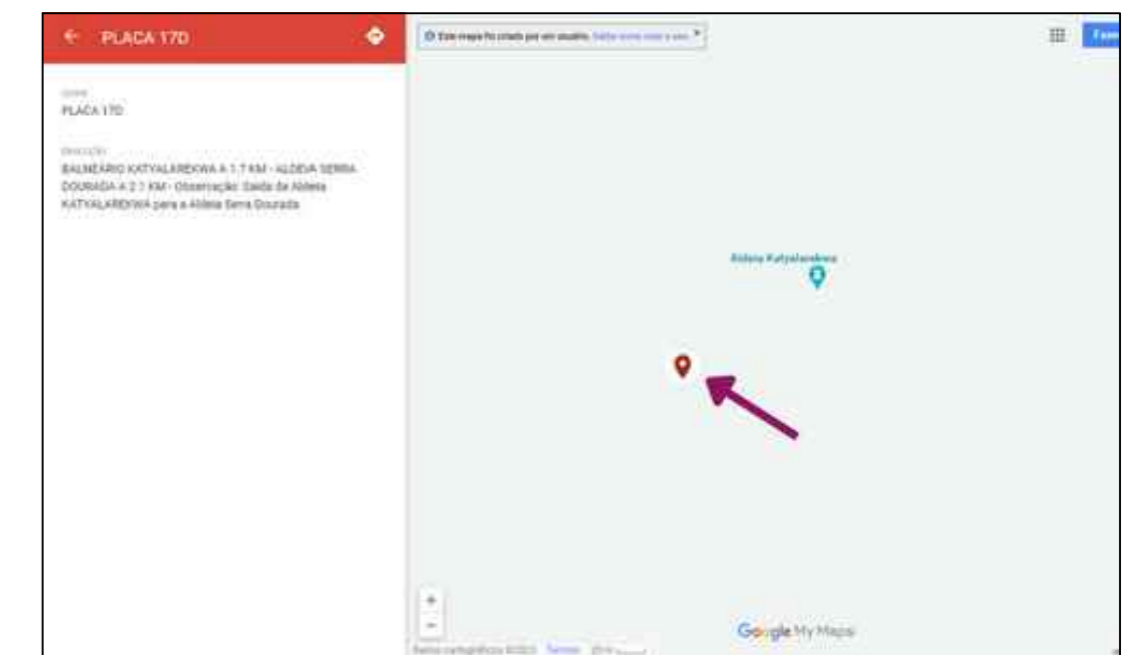 PLACA 17D
Este mapa foi criado por um usuário.
PLACA 17D
BALNEÁRIO KATYALAREKWA A 1.7 KM - ALDEIA SERRA
DOURADA A 2.1 KM - Observação: Saída da Aldeia
KATYALAREKWA para a Aldeia Serra Dourada
Aldeia Katyalarekwa
+
−
Google My Maps
Termos